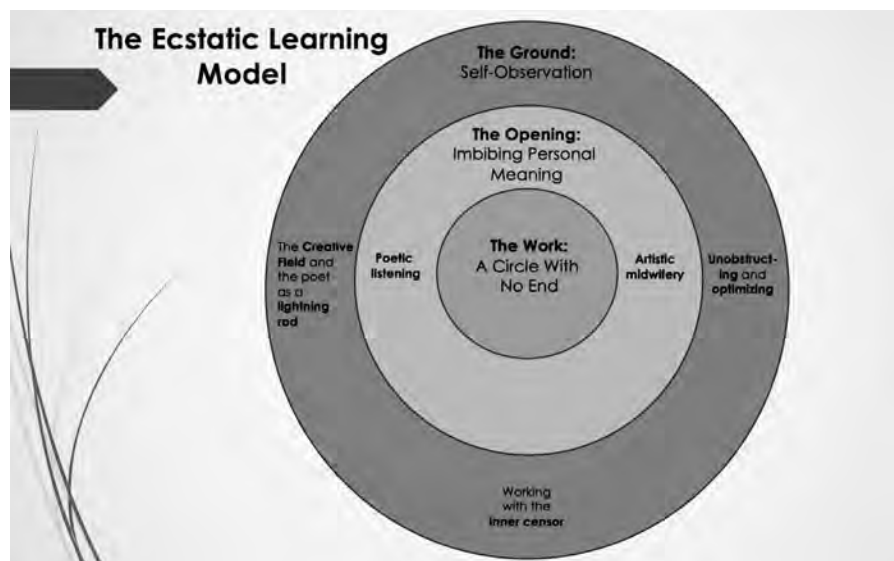 The Ecstatic Learning
Model
The Ground:
Self-Observation
The Opening:
Imbibing Personal
Meaning
The Work:
A Circle With
No End
The Creative
Field and
the poet
as a
lightning
rod
Poetic
listening
Artistic
midwifery
Unobstruct-
ing and
optimizing
Working
with the
inner censor